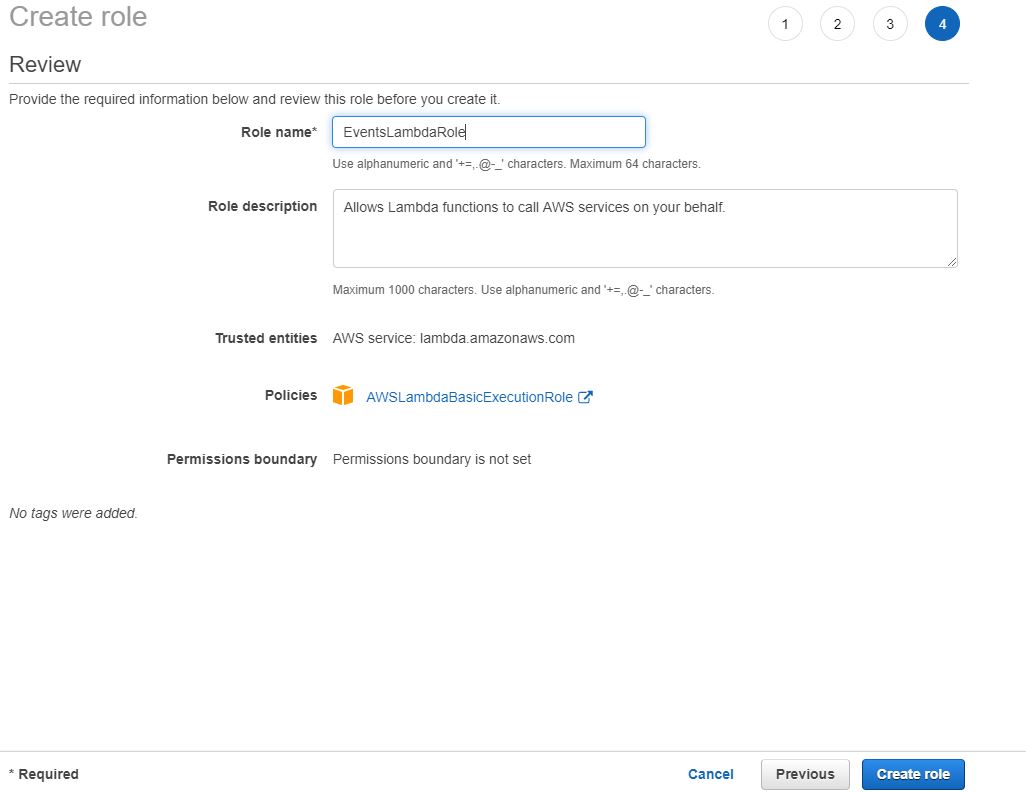 Create role
1
2
3
4
Review
Provide the required information below and review this role before you create it.
Role name*
EventsLambdaRole
Use alphanumeric and '+=,.@-_' characters. Maximum 64 characters.
Role description
Allows Lambda functions to call AWS services on your behalf.
Maximum 1000 characters. Use alphanumeric and '+=,.@-_' characters.
Trusted entities
AWS service: lambda.amazonaws.com
Policies
AWSLambdaBasicExecutionRole
Permissions boundary
Permissions boundary is not set
No tags were added.
* Required
Cancel
Previous
Create role